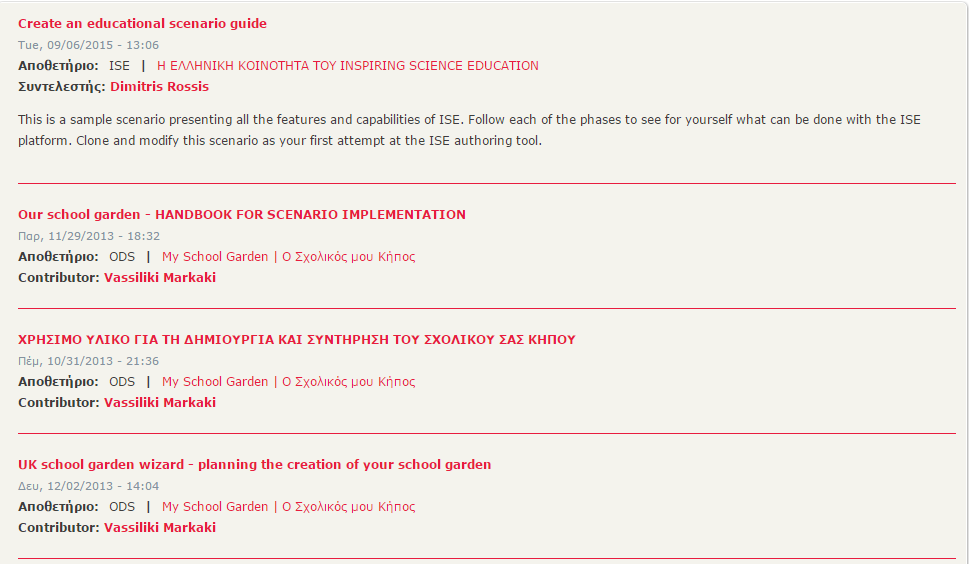 Create an educational scenario guide
Tue, 09/06/2015 - 13:06
Αποθετήριο: ISE | Η ΕΛΛΗΝΙΚΗ ΚΟΙΝΟΤΗΤΑ ΤΟΥ INSPIRING SCIENCE EDUCATION
Συντελεστής: Dimitris Rossis
This is a sample scenario presenting all the features and capabilities of ISE. Follow each of the phases to see for yourself what can be done with the ISE
platform. Clone and modify this scenario as your first attempt at the ISE authoring tool.
Our school garden - HANDBOOK FOR SCENARIO IMPLEMENTATION
Παρ, 11/29/2013 - 18:32
Αποθετήριο: ODS | My School Garden | Ο Σχολικός μου Κήπος
Contributor: Vassiliki Markaki
ΧΡΗΣΙΜΟ ΥΛΙΚΟ ΓΙΑ ΤΗ ΔΗΜΙΟΥΡΓΙΑ ΚΑΙ ΣΥΝΤΗΡΗΣΗ ΤΟΥ ΣΧΟΛΙΚΟΥ ΣΑΣ ΚΗΠΟΥ
Πέμ, 10/31/2013 - 21:36
Αποθετήριο: ODS | My School Garden | Ο Σχολικός μου Κήπος
Contributor: Vassiliki Markaki
UK school garden wizard - planning the creation of your school garden
Δευ, 12/02/2013 - 14:04
Αποθετήριο: ODS | My School Garden | Ο Σχολικός μου Κήπος
Contributor: Vassiliki Markaki